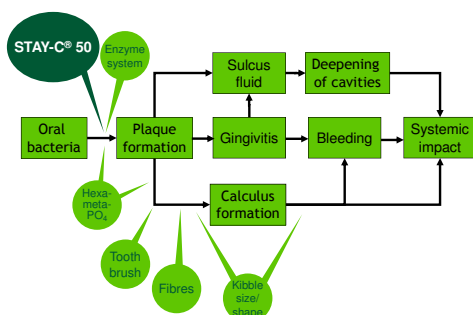 STAY-C® 50
Enzyme
system
Sulcus
fluid
Deepening
of cavities
Oral
bacteria
Plaque
formation
Gingivitis
Bleeding
Systemic
impact
Hexa-
meta-
PO₄
Calculus
formation
Tooth
brush
Fibres
Kibble
size/
shape